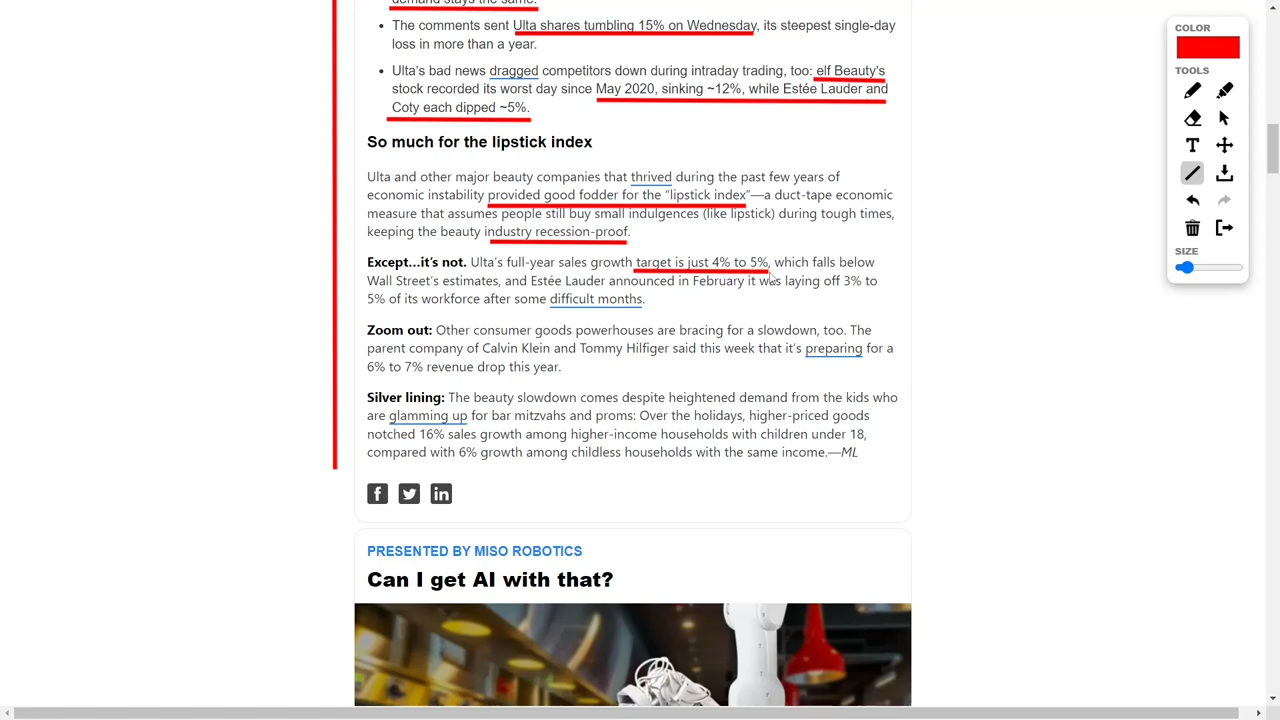 demand stays the same.
• The comments sent Ulta shares tumbling 15% on Wednesday, its steepest single-day
loss in more than a year.
• Ulta's bad news dragged competitors down during intraday trading, too: elf Beauty's
stock recorded its worst day since May 2020, sinking ~12%, while Estée Lauder and
Coty each dipped ~5%.
So much for the lipstick index
Ulta and other major beauty companies that thrived during the past few years of
economic instability provided good fodder for the “lipstick index”—a duct-tape economic
measure that assumes people still buy small indulgences (like lipstick) during tough times,
keeping the beauty industry recession-proof.
Except…it's not. Ulta's full-year sales growth target is just 4% to 5%, which falls below
Wall Street's estimates, and Estée Lauder announced in February it was laying off 3% to
5% of its workforce after some difficult months.
Zoom out: Other consumer goods powerhouses are bracing for a slowdown, too. The
parent company of Calvin Klein and Tommy Hilfiger said this week that it's preparing for a
6% to 7% revenue drop this year.
Silver lining: The beauty slowdown comes despite heightened demand from the kids who
are glamming up for bar mitzvahs and proms: Over the holidays, higher-priced goods
notched 16% sales growth among higher-income households with children under 18,
compared with 6% growth among childless households with the same income.—ML
PRESENTED BY MISO ROBOTICS
Can I get AI with that?
COLOR
TOOLS
SIZE